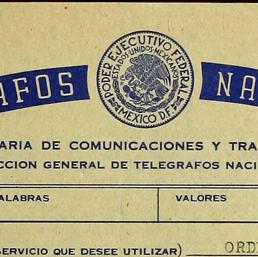 AFOS NA
PODER EJECUTIVO FEDERAL
ESTADOS·UNIDOS·MEXICANOS
MEXICO D.F.
ARIA DE COMUNICACIONES Y TRA
CCION GENERAL DE TELEGRAFOS NACI
ALABRAS VALORES
SERVICIO QUE DESEE UTILIZAR) ORDI